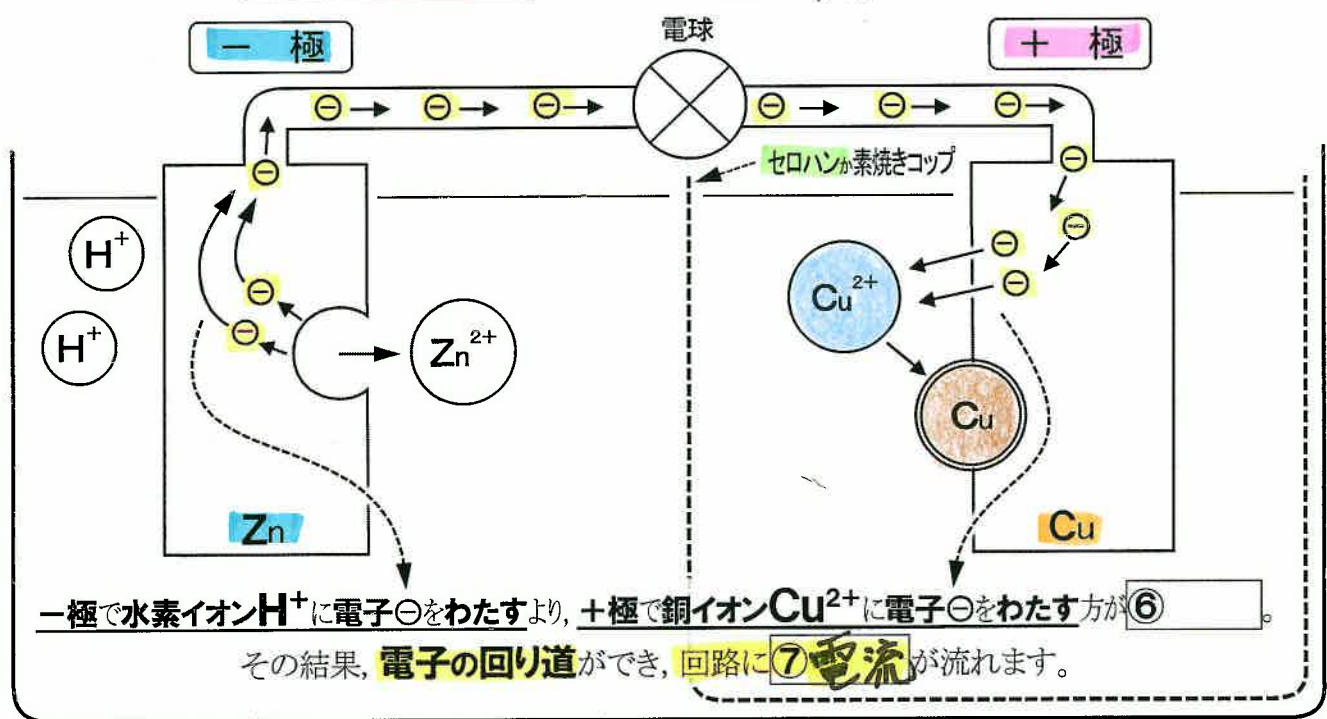 電球
－ 極
＋ 極
⊖ ⊖ ⊖ ⊖ ⊖ ⊖
セロハンか素焼きコップ
⊖
⊖
⊖
H⁺
⊖
⊖
⊖
Cu²⁺
⊖
H⁺
Zn²⁺
Cu
Zn
Cu
－極で水素イオンH⁺に電子⊖をわたすより,＋極で銅イオンCu²⁺に電子⊖をわたす方が⑥ 。
その結果,電子の回り道ができ,回路に⑦電流が流れます。